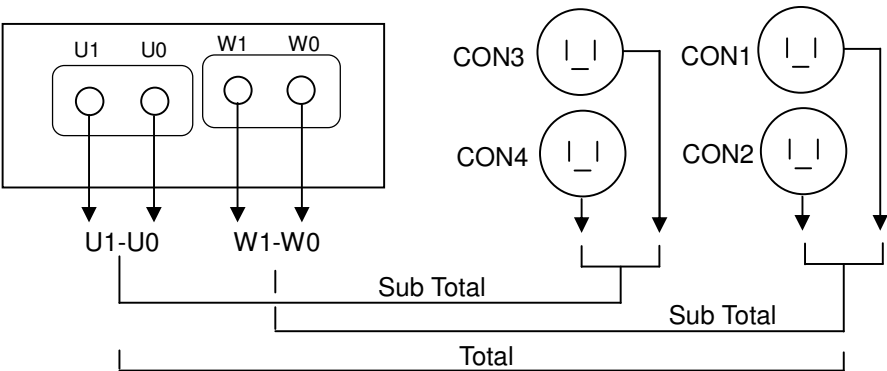 U1 U0 W1 W0
CON3 CON1
CON4 CON2
U1-U0 W1-W0
Sub Total
Sub Total
Total